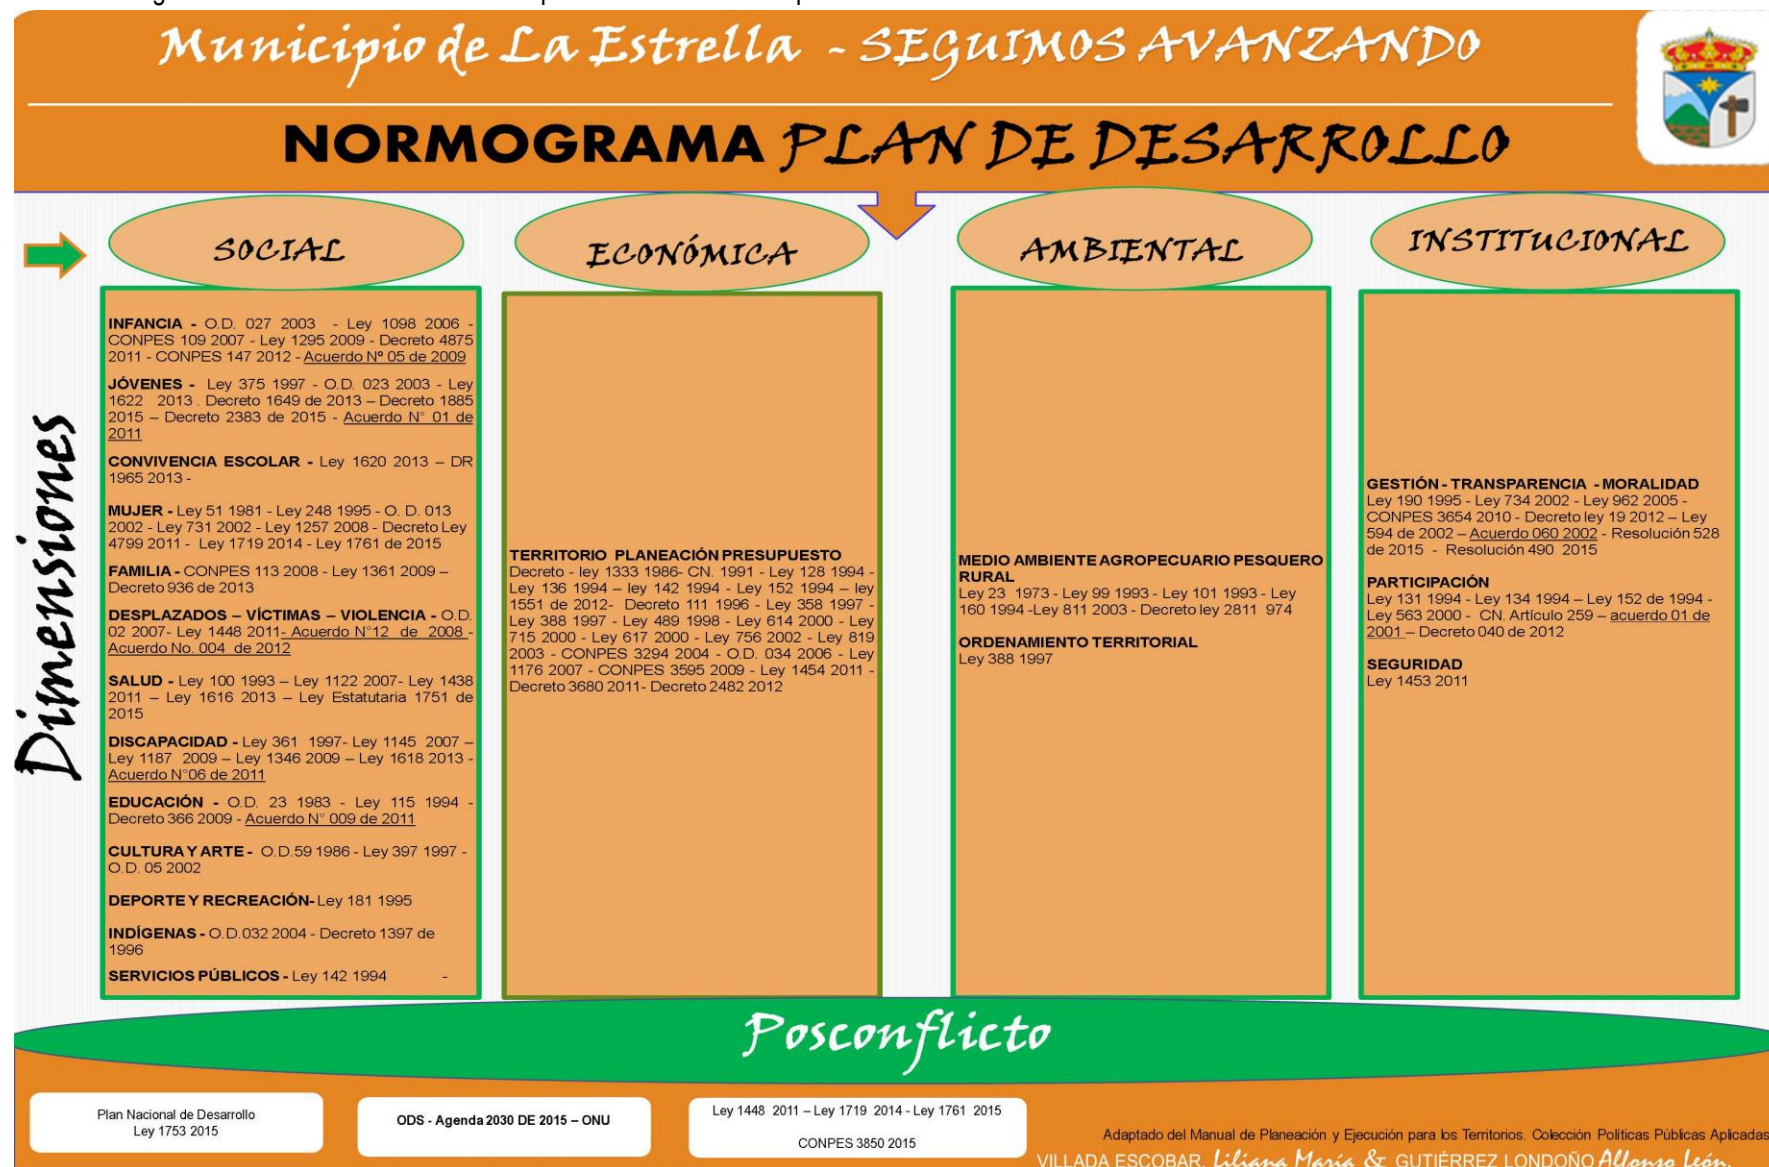 Municipio de La Estrella - SEGUIMOS AVANZANDO
NORMOGRAMA PLAN DE DESARROLLO
Dimensiones
SOCIAL
INFANCIA - O.D. 027 2003 - Ley 1098 2006 -
CONPES 109 2007 - Ley 1295 2009 - Decreto 4875
2011 - CONPES 147 2012 - Acuerdo Nº 05 de 2009
JÓVENES - Ley 375 1997 - O.D. 023 2003 - Ley
1622 2013 . Decreto 1649 de 2013 – Decreto 1885
2015 – Decreto 2383 de 2015 - Acuerdo N° 01 de
2011
CONVIVENCIA ESCOLAR - Ley 1620 2013 – DR
1965 2013 -
MUJER - Ley 51 1981 - Ley 248 1995 - O. D. 013
2002 - Ley 731 2002 - Ley 1257 2008 - Decreto Ley
4799 2011 - Ley 1719 2014 - Ley 1761 de 2015
FAMILIA - CONPES 113 2008 - Ley 1361 2009 –
Decreto 936 de 2013
DESPLAZADOS – VÍCTIMAS – VIOLENCIA - O.D.
02 2007- Ley 1448 2011- Acuerdo N°12 de 2008 -
Acuerdo No. 004 de 2012
SALUD - Ley 100 1993 – Ley 1122 2007- Ley 1438
2011 – Ley 1616 2013 – Ley Estatutaria 1751 de
2015
DISCAPACIDAD - Ley 361 1997- Ley 1145 2007 –
Ley 1187 2009 – Ley 1346 2009 – Ley 1618 2013 -
Acuerdo N°06 de 2011
EDUCACIÓN - O.D. 23 1983 - Ley 115 1994 -
Decreto 366 2009 - Acuerdo N° 009 de 2011
CULTURA Y ARTE - O.D.59 1986 - Ley 397 1997 -
O.D. 05 2002
DEPORTE Y RECREACIÓN- Ley 181 1995
INDÍGENAS - O.D.032 2004 - Decreto 1397 de
1996
SERVICIOS PÚBLICOS - Ley 142 1994 -
ECONÓMICA
TERRITORIO PLANEACIÓN PRESUPUESTO
Decreto - ley 1333 1986- CN. 1991 - Ley 128 1994 -
Ley 136 1994 – ley 142 1994 - Ley 152 1994 – ley
1551 de 2012- Decreto 111 1996 - Ley 358 1997 -
Ley 388 1997 - Ley 489 1998 - Ley 614 2000 - Ley
715 2000 - Ley 617 2000 - Ley 756 2002 - Ley 819
2003 - CONPES 3294 2004 - O.D. 034 2006 - Ley
1176 2007 - CONPES 3595 2009 - Ley 1454 2011 -
Decreto 3680 2011- Decreto 2482 2012
AMBIENTAL
MEDIO AMBIENTE AGROPECUARIO PESQUERO
RURAL
Ley 23 1973 - Ley 99 1993 - Ley 101 1993 - Ley
160 1994 -Ley 811 2003 - Decreto ley 2811 974
ORDENAMIENTO TERRITORIAL
Ley 388 1997
INSTITUCIONAL
GESTIÓN - TRANSPARENCIA - MORALIDAD
Ley 190 1995 - Ley 734 2002 - Ley 962 2005 -
CONPES 3654 2010 - Decreto ley 19 2012 – Ley
594 de 2002 – Acuerdo 060 2002 - Resolución 528
de 2015 - Resolución 490 2015
PARTICIPACIÓN
Ley 131 1994 - Ley 134 1994 – Ley 152 de 1994 -
Ley 563 2000 - CN. Artículo 259 – acuerdo 01 de
2001 – Decreto 040 de 2012
SEGURIDAD
Ley 1453 2011
Posconflicto
Plan Nacional de Desarrollo
Ley 1753 2015
ODS - Agenda 2030 DE 2015 – ONU
Ley 1448 2011 – Ley 1719 2014 - Ley 1761 2015
CONPES 3850 2015
Adaptado del Manual de Planeación y Ejecución para los Territorios. Colección Políticas Públicas Aplicadas
VILLADA ESCOBAR, Liliana María & GUTIÉRREZ LONDOÑO Alfonso León.